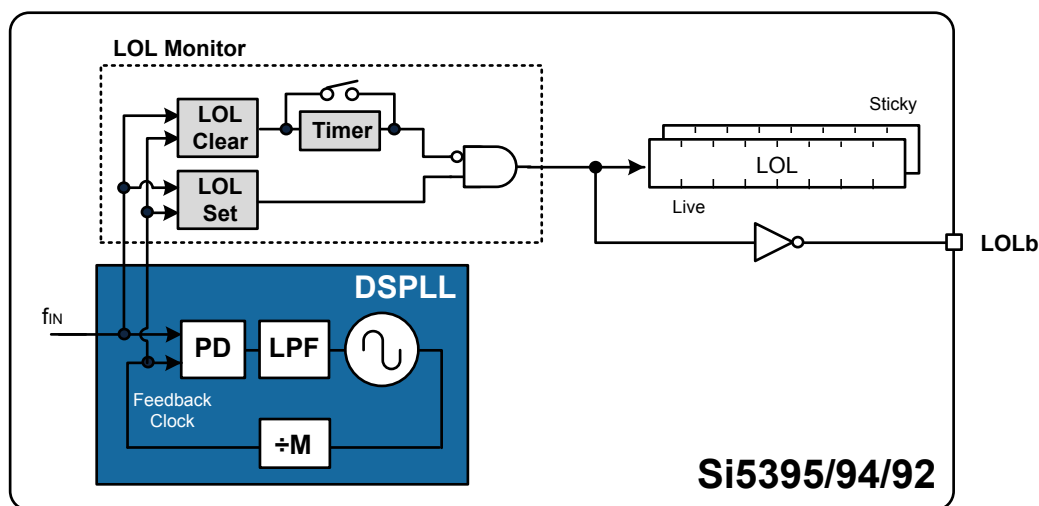 LOL Monitor
LOL
Clear
Timer
LOL
Set
Sticky
LOL
Live
LOLb
DSPLL
fIN
PD
LPF
Feedback
Clock
÷M
Si5395/94/92